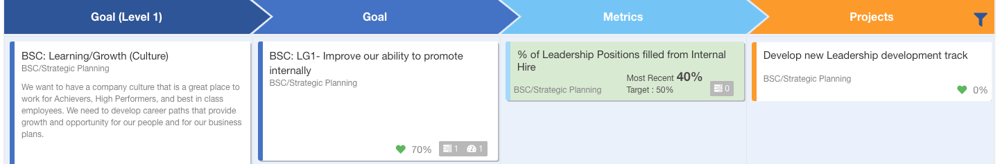 Goal (Level 1)
Goal
Metrics
Projects
BSC: Learning/Growth (Culture)
BSC/Strategic Planning
We want to have a company culture that is a great place to
work for Achievers, High Performers, and best in class
employees. We need to develop career paths that provide
growth and opportunity for our people and for our business
plans.
BSC: LG1- Improve our ability to promote
internally
BSC/Strategic Planning
70%
1
1
% of Leadership Positions filled from Internal
Hire
Most Recent 40%
BSC/Strategic Planning
Target : 50%
0
Develop new Leadership development track
BSC/Strategic Planning
0%